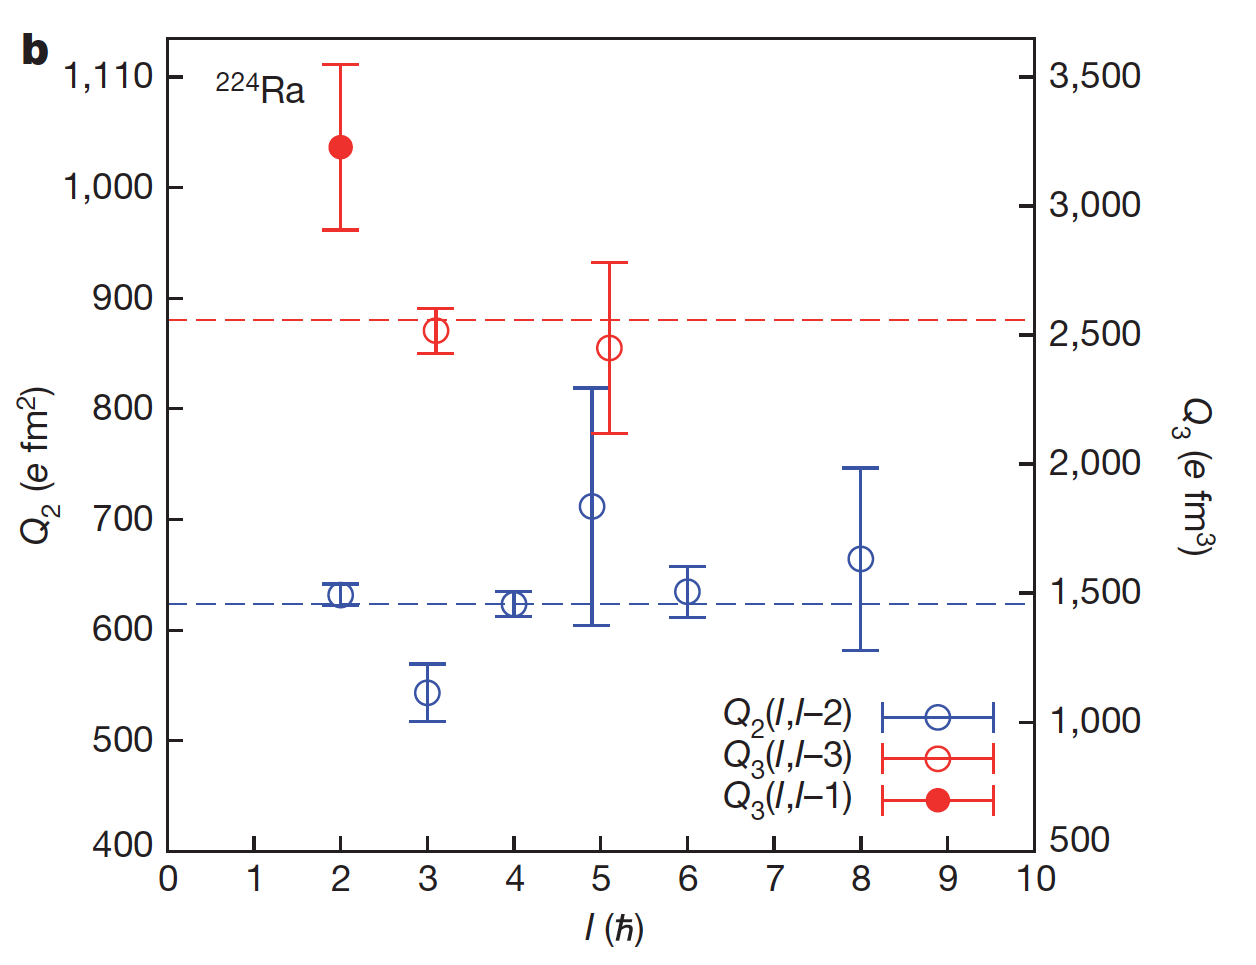 b
²²⁴Ra
1,110
1,000
900
800
700
600
500
400
Q₂ (e fm²)
3,500
3,000
2,500
2,000
1,500
1,000
500
Q₃ (e fm³)
Q₂(I,I–2)
Q₃(I,I–3)
Q₃(I,I–1)
0 1 2 3 4 5 6 7 8 9 10
I (ℏ)